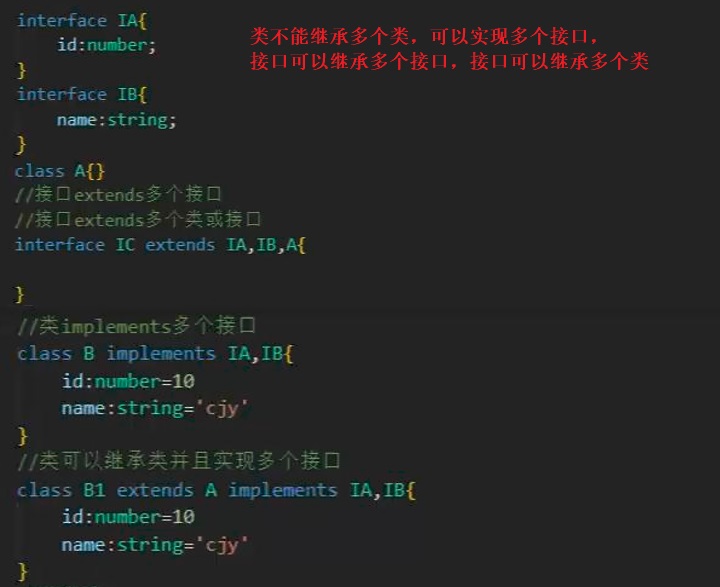 interface IA{
id:number;
}
interface IB{
name:string;
}
class A{}
//接口extends多个接口
//接口extends多个类或接口
interface IC extends IA,IB,A{
}
//类implements多个接口
class B implements IA,IB{
id:number=10
name:string='cjy'
}
//类可以继承类并且实现多个接口
class B1 extends A implements IA,IB{
id:number=10
name:string='cjy'
}
类不能继承多个类，可以实现多个接口，
接口可以继承多个接口，接口可以继承多个类